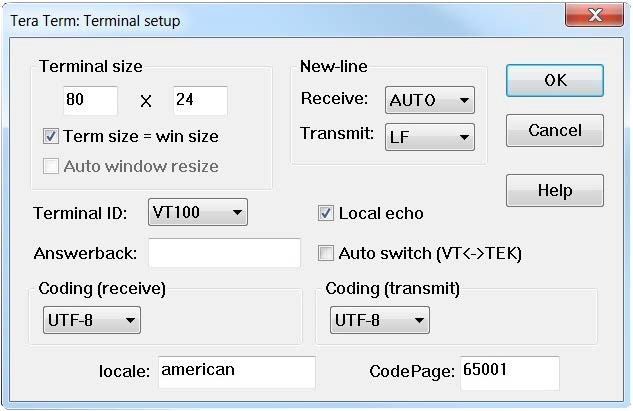 Tera Term: Terminal setup
Terminal size
80 X 24
Term size = win size
Auto window resize
New-line
Receive: AUTO
Transmit: LF
OK
Cancel
Help
Terminal ID: VT100
Local echo
Answerback:
Auto switch (VT<->TEK)
Coding (receive)
UTF-8
Coding (transmit)
UTF-8
locale: american
CodePage: 65001